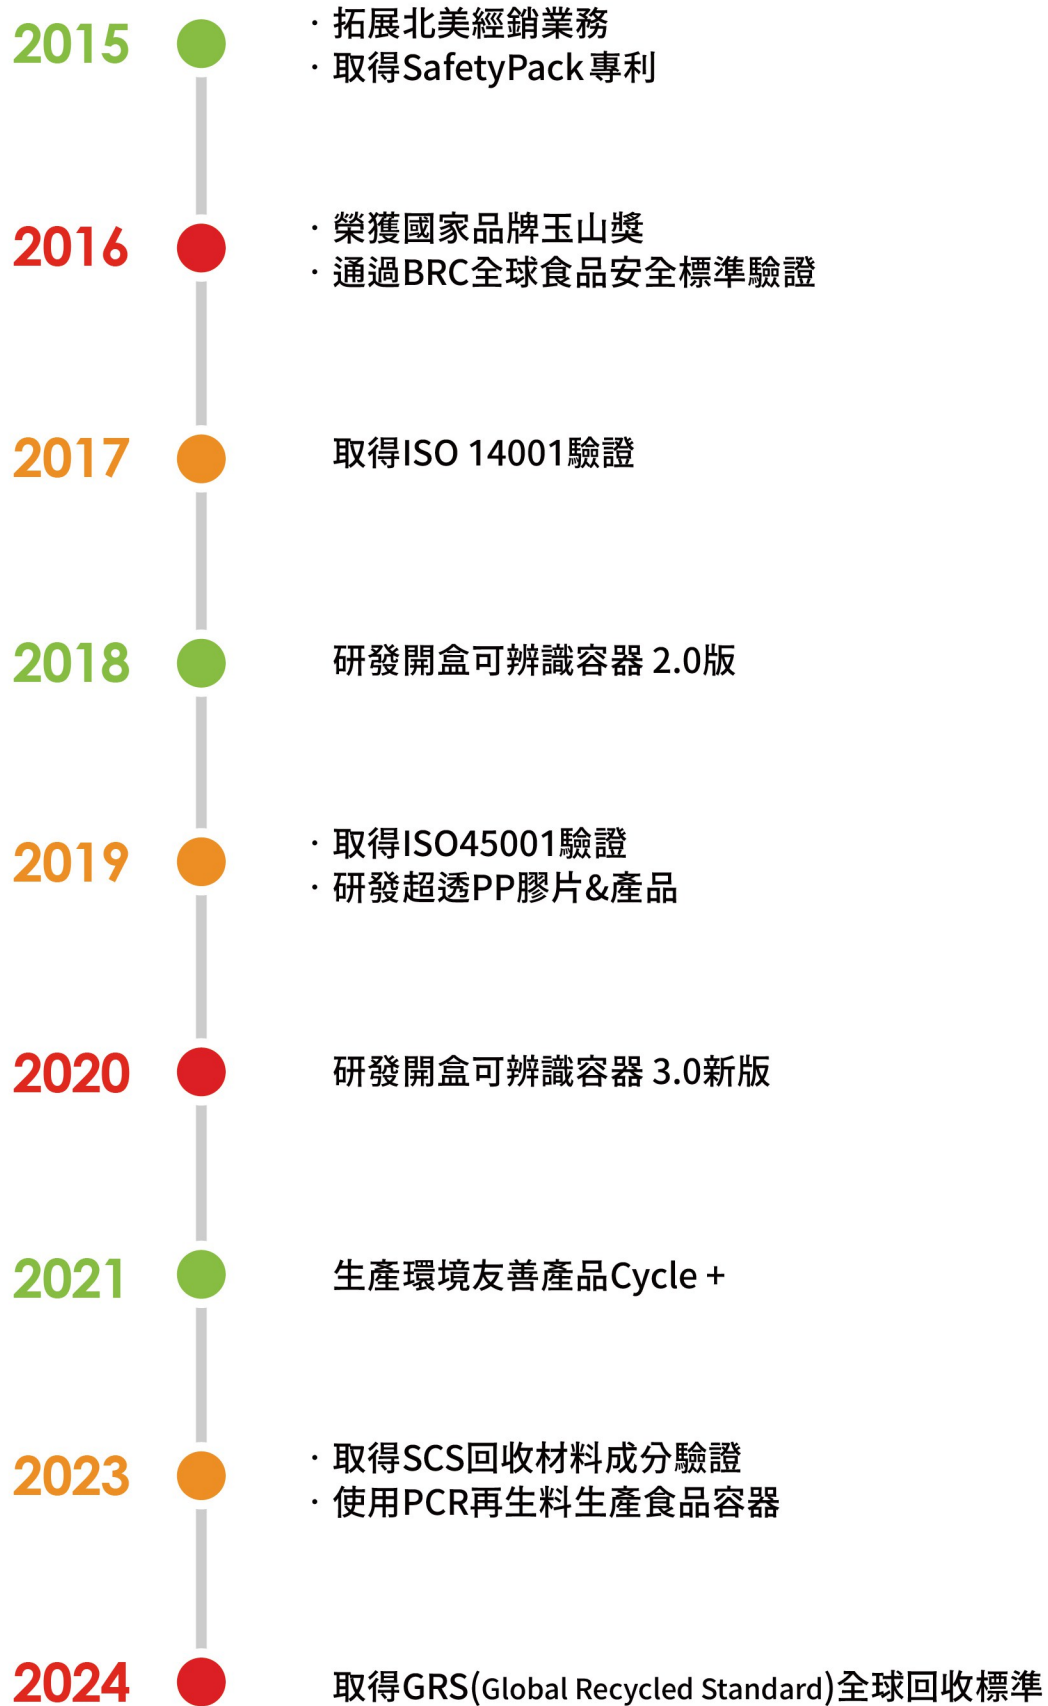 2015
· 拓展北美經銷業務
· 取得SafetyPack專利
2016
· 榮獲國家品牌玉山獎
· 通過BRC全球食品安全標準驗證
2017
取得ISO 14001驗證
2018
研發開盒可辨識容器 2.0版
2019
· 取得ISO45001驗證
· 研發超透PP膠片&產品
2020
研發開盒可辨識容器 3.0新版
2021
生產環境友善產品Cycle +
2023
· 取得SCS回收材料成分驗證
· 使用PCR再生料生產食品容器
2024
取得GRS(Global Recycled Standard)全球回收標準